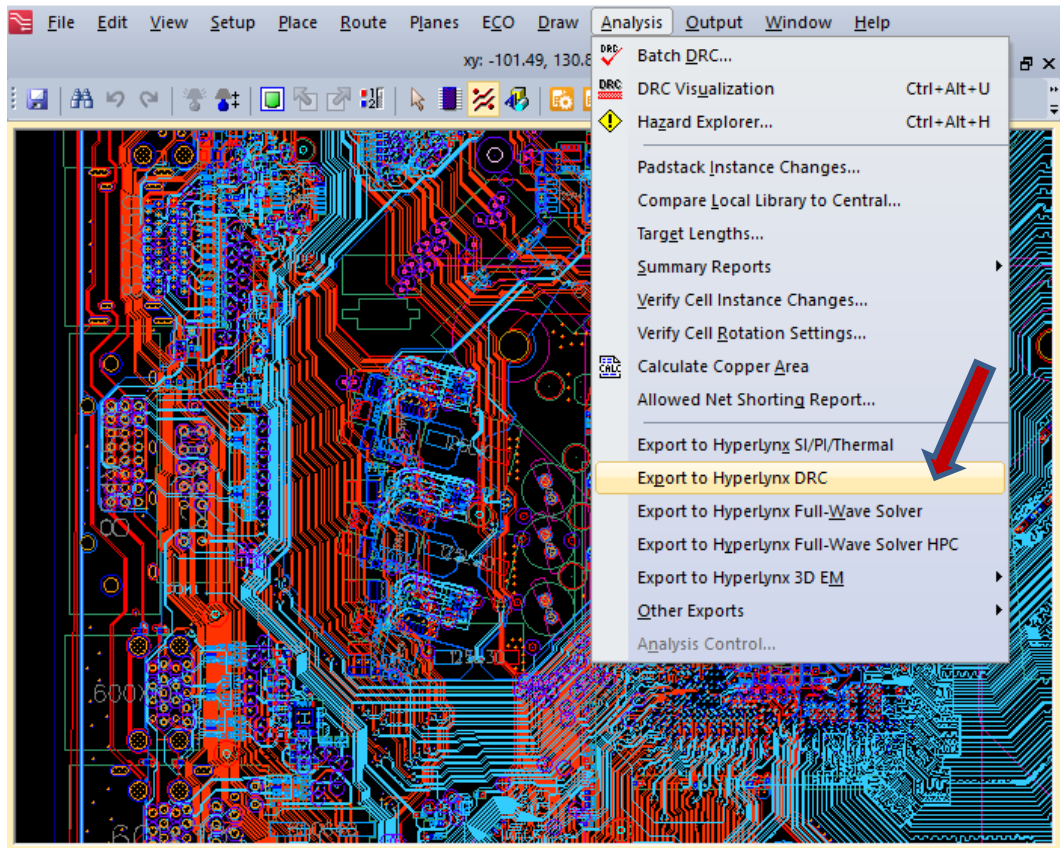 File Edit View Setup Place Route Planes ECO Draw Analysis Output Window Help
xy: -101.49, 130.8
DRC Batch DRC...
DRC DRC Visualization Ctrl+Alt+U
Hazard Explorer... Ctrl+Alt+H
Padstack Instance Changes...
Compare Local Library to Central...
Target Lengths...
Summary Reports
Verify Cell Instance Changes...
Verify Cell Rotation Settings...
CALC Calculate Copper Area
Allowed Net Shorting Report...
Export to HyperLynx SI/PI/Thermal
Export to HyperLynx DRC
Export to HyperLynx Full-Wave Solver
Export to HyperLynx Full-Wave Solver HPC
Export to HyperLynx 3D EM
Other Exports
Analysis Control...